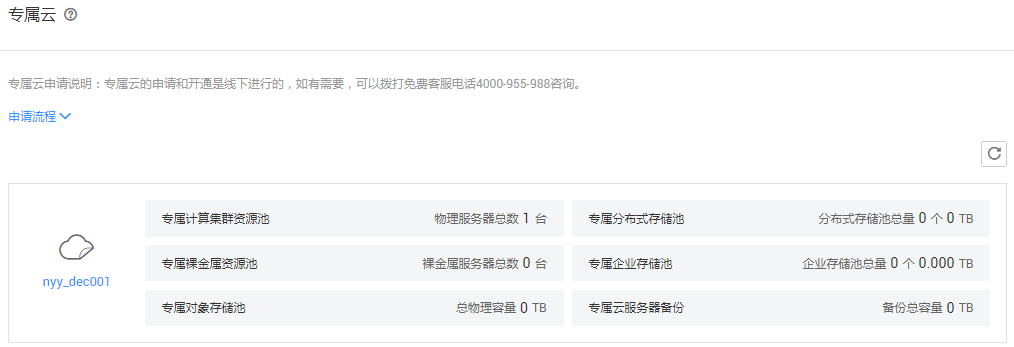 专属云
专属云申请说明：专属云的申请和开通是线下进行的，如有需要，可以拨打免费客服电话4000-955-988咨询。
申请流程
专属计算集群资源池 物理服务器总数 1 台 专属分布式存储池 分布式存储池总量 0 个 0 TB
专属裸金属资源池 裸金属服务器总数 0 台 专属企业存储池 企业存储池总量 0 个 0.000 TB
nyy_dec001
专属对象存储池 总物理容量 0 TB 专属云服务器备份 备份总容量 0 TB